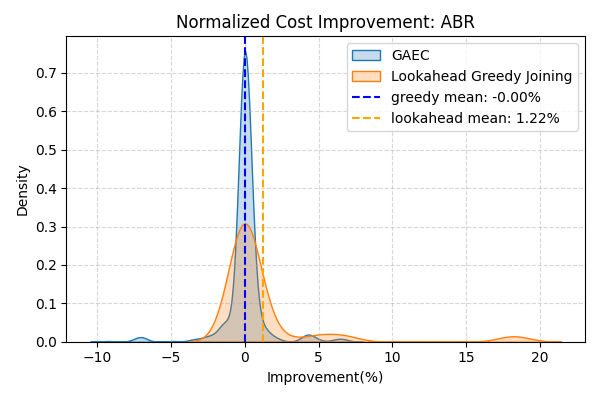 Normalized Cost Improvement: ABR
GAEC
Lookahead Greedy Joining
greedy mean: -0.00%
lookahead mean: 1.22%
Density
0.7
0.6
0.5
0.4
0.3
0.2
0.1
0.0
−10
−5
0
5
10
15
20
Improvement(%)